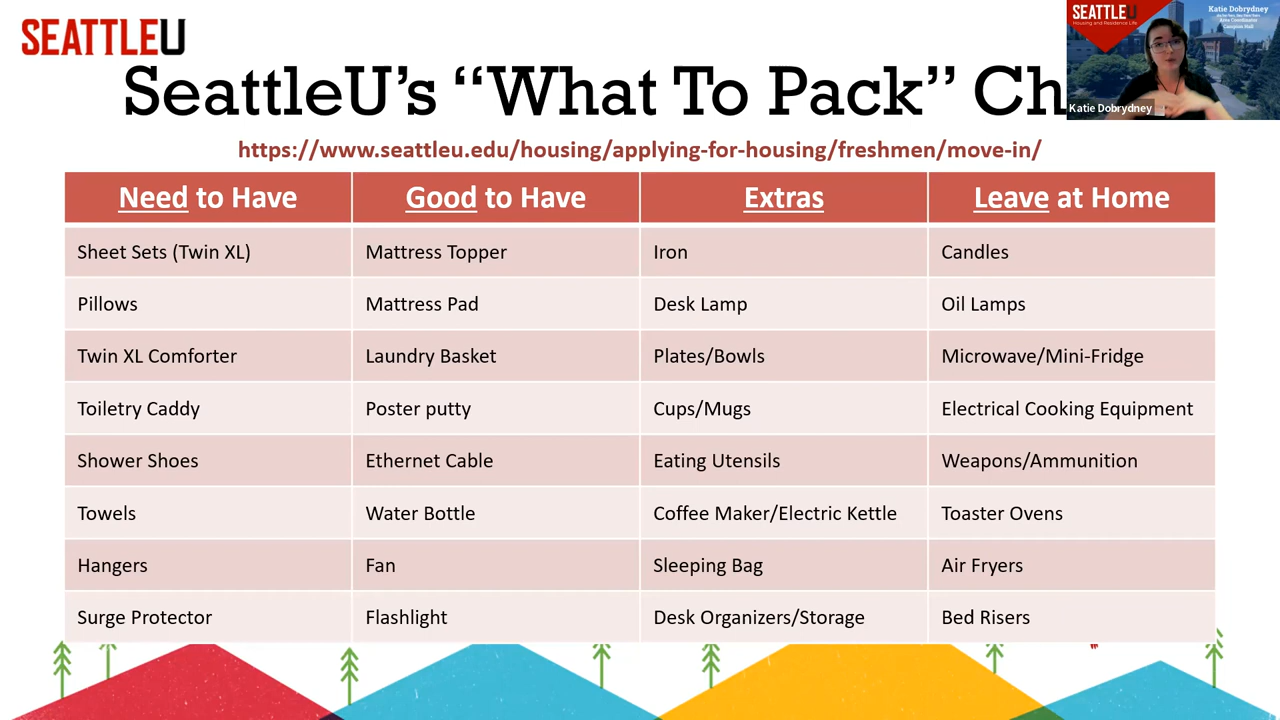 SEATTLEU
SeattleU's “What To Pack” Ch
https://www.seattleu.edu/housing/applying-for-housing/freshmen/move-in/
SEATTLEU
Housing and Residence Life
Katie Dobrydney
Area Coordinator
Campion Hall
Katie Dobrydney
Need to Have Good to Have Extras Leave at Home
Sheet Sets (Twin XL) Mattress Topper Iron Candles
Pillows Mattress Pad Desk Lamp Oil Lamps
Twin XL Comforter Laundry Basket Plates/Bowls Microwave/Mini-Fridge
Toiletry Caddy Poster putty Cups/Mugs Electrical Cooking Equipment
Shower Shoes Ethernet Cable Eating Utensils Weapons/Ammunition
Towels Water Bottle Coffee Maker/Electric Kettle Toaster Ovens
Hangers Fan Sleeping Bag Air Fryers
Surge Protector Flashlight Desk Organizers/Storage Bed Risers